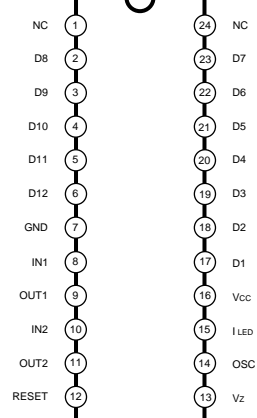 NC 1 24 NC
D8 2 23 D7
D9 3 22 D6
D10 4 21 D5
D11 5 20 D4
D12 6 19 D3
GND 7 18 D2
IN1 8 17 D1
OUT1 9 16 VCC
IN2 10 15 I LED
OUT2 11 14 OSC
RESET 12 13 VZ